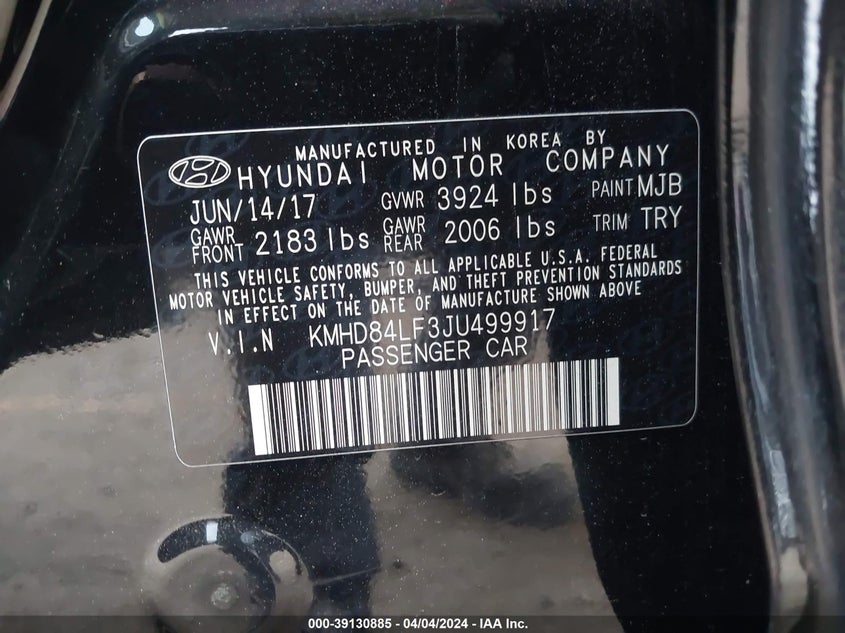 MANUFACTURED IN KOREA BY
HYUNDAI MOTOR COMPANY
JUN/14/17 GVWR 3924 lbs PAINT MJB
GAWR FRONT 2183 lbs GAWR REAR 2006 lbs TRIM TRY
THIS VEHICLE CONFORMS TO ALL APPLICABLE U.S.A. FEDERAL
MOTOR VEHICLE SAFETY, BUMPER, AND THEFT PREVENTION STANDARDS
IN EFFECT ON THE DATE OF MANUFACTURE SHOWN ABOVE
V.I.N KMHD84LF3JU499917
PASSENGER CAR
000-39130885 - 04/04/2024 - IAA Inc.